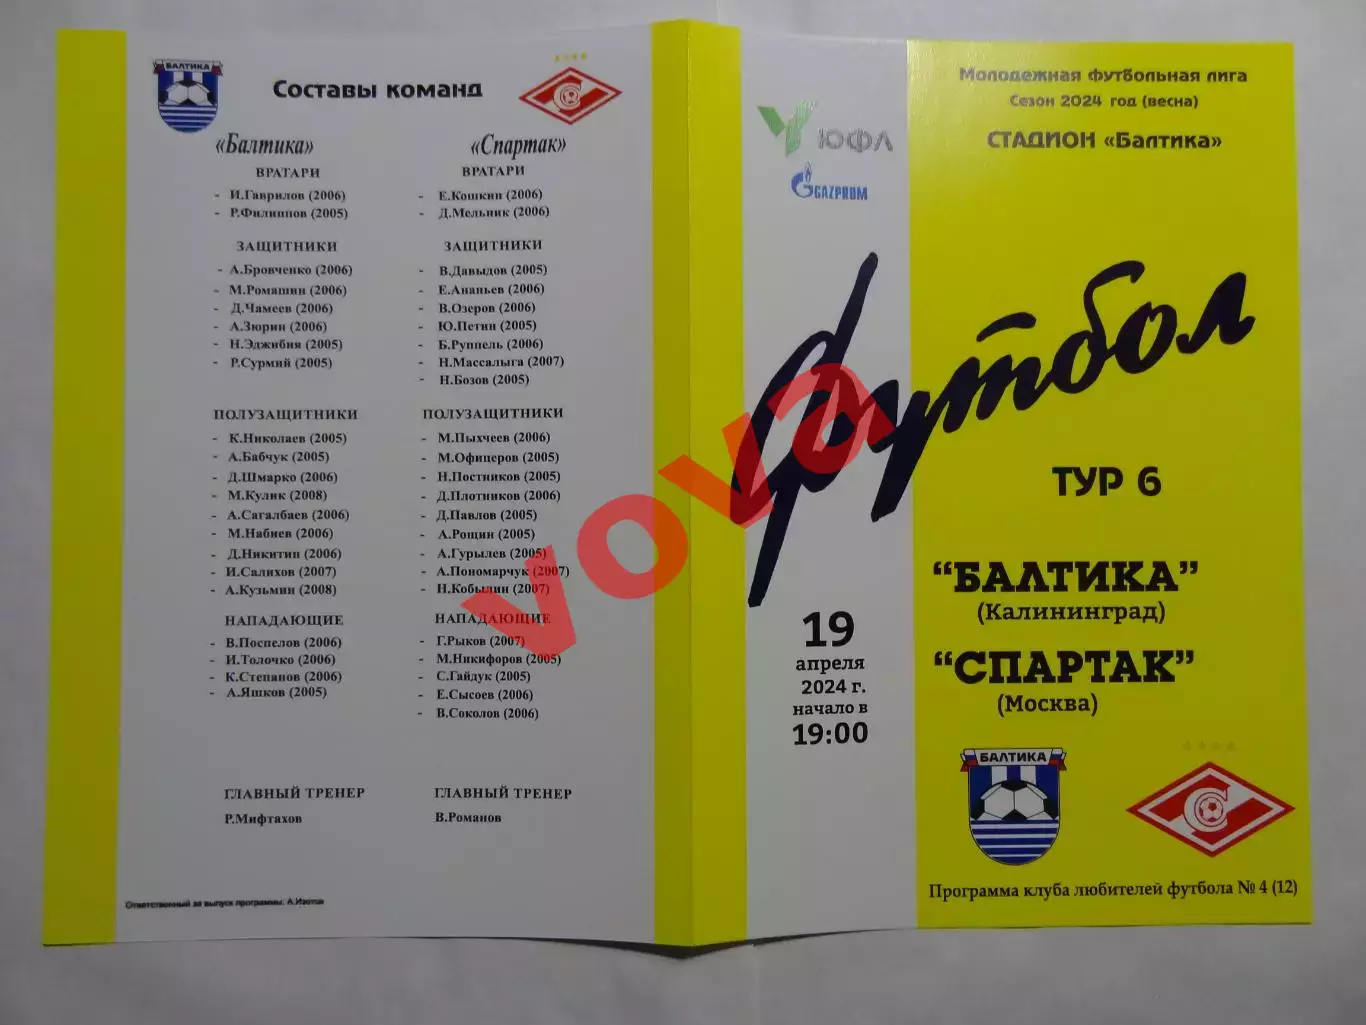 БАЛТИКА
Составы команд
«Балтика»
ВРАТАРИ
- И.Гаврилов (2006)
- Р.Филиппов (2005)
ЗАЩИТНИКИ
- А.Бровченко (2006)
- М.Ромашин (2006)
- Д.Чамеев (2006)
- А.Зюрин (2006)
- Н.Эджибия (2005)
- Р.Сурмий (2005)
ПОЛУЗАЩИТНИКИ
- К.Николаев (2005)
- А.Бабчук (2005)
- Д.Шмарко (2006)
- М.Кулик (2008)
- А.Сагалбаев (2006)
- М.Набиев (2006)
- Д.Никитин (2006)
- И.Салихов (2007)
- А.Кузьмин (2008)
НАПАДАЮЩИЕ
- В.Поспелов (2006)
- И.Толочко (2006)
- К.Степанов (2006)
- А.Яшков (2005)
ГЛАВНЫЙ ТРЕНЕР
Р.Мифтахов
«Спартак»
ВРАТАРИ
- Е.Кошкин (2006)
- Д.Мельник (2006)
ЗАЩИТНИКИ
- В.Давыдов (2005)
- Е.Ананьев (2006)
- В.Озеров (2006)
- Ю.Петин (2005)
- Б.Руппель (2006)
- Н.Массалыга (2007)
- Н.Бозов (2005)
ПОЛУЗАЩИТНИКИ
- М.Пыхчеев (2006)
- М.Офицеров (2005)
- Н.Постников (2005)
- Д.Плотников (2006)
- Д.Павлов (2005)
- А.Рощин (2005)
- А.Гурылев (2005)
- А.Пономарчук (2007)
- Н.Кобылин (2007)
НАПАДАЮЩИЕ
- Г.Рыков (2007)
- М.Никифоров (2005)
- С.Гайдук (2005)
- Е.Сысоев (2006)
- В.Соколов (2006)
ГЛАВНЫЙ ТРЕНЕР
В.Романов
Ответственный за выпуск программы: А.Изотов
vova
ЮФЛ
GAZPROM
Молодежная футбольная лига
Сезон 2024 год (весна)
СТАДИОН «Балтика»
Футбол
ТУР 6
"БАЛТИКА"
(Калининград)
"СПАРТАК"
(Москва)
19
апреля
2024 г.
начало в
19:00
БАЛТИКА
Программа клуба любителей футбола № 4 (12)